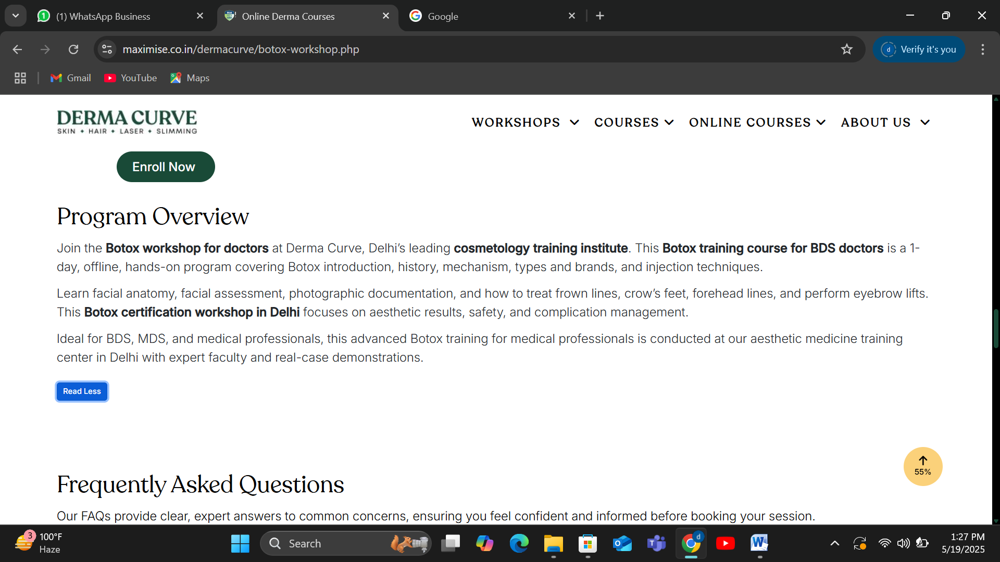 (1) WhatsApp Business
Online Derma Courses
Google
maximise.co.in/dermacurve/botox-workshop.php
d
Verify it's you
Gmail
YouTube
Maps
DERMA CURVE
SKIN + HAIR + LASER + SLIMMING
WORKSHOPS
COURSES
ONLINE COURSES
ABOUT US
Enroll Now
Program Overview
Join the Botox workshop for doctors at Derma Curve, Delhi’s leading cosmetology training institute. This Botox training course for BDS doctors is a 1-
day, offline, hands-on program covering Botox introduction, history, mechanism, types and brands, and injection techniques.
Learn facial anatomy, facial assessment, photographic documentation, and how to treat frown lines, crow’s feet, forehead lines, and perform eyebrow lifts.
This Botox certification workshop in Delhi focuses on aesthetic results, safety, and complication management.
Ideal for BDS, MDS, and medical professionals, this advanced Botox training for medical professionals is conducted at our aesthetic medicine training
center in Delhi with expert faculty and real-case demonstrations.
Read Less
55%
Frequently Asked Questions
Our FAQs provide clear, expert answers to common concerns, ensuring you feel confident and informed before booking your session.
3
100°F
Haze
Search
d
1:27 PM
5/19/2025